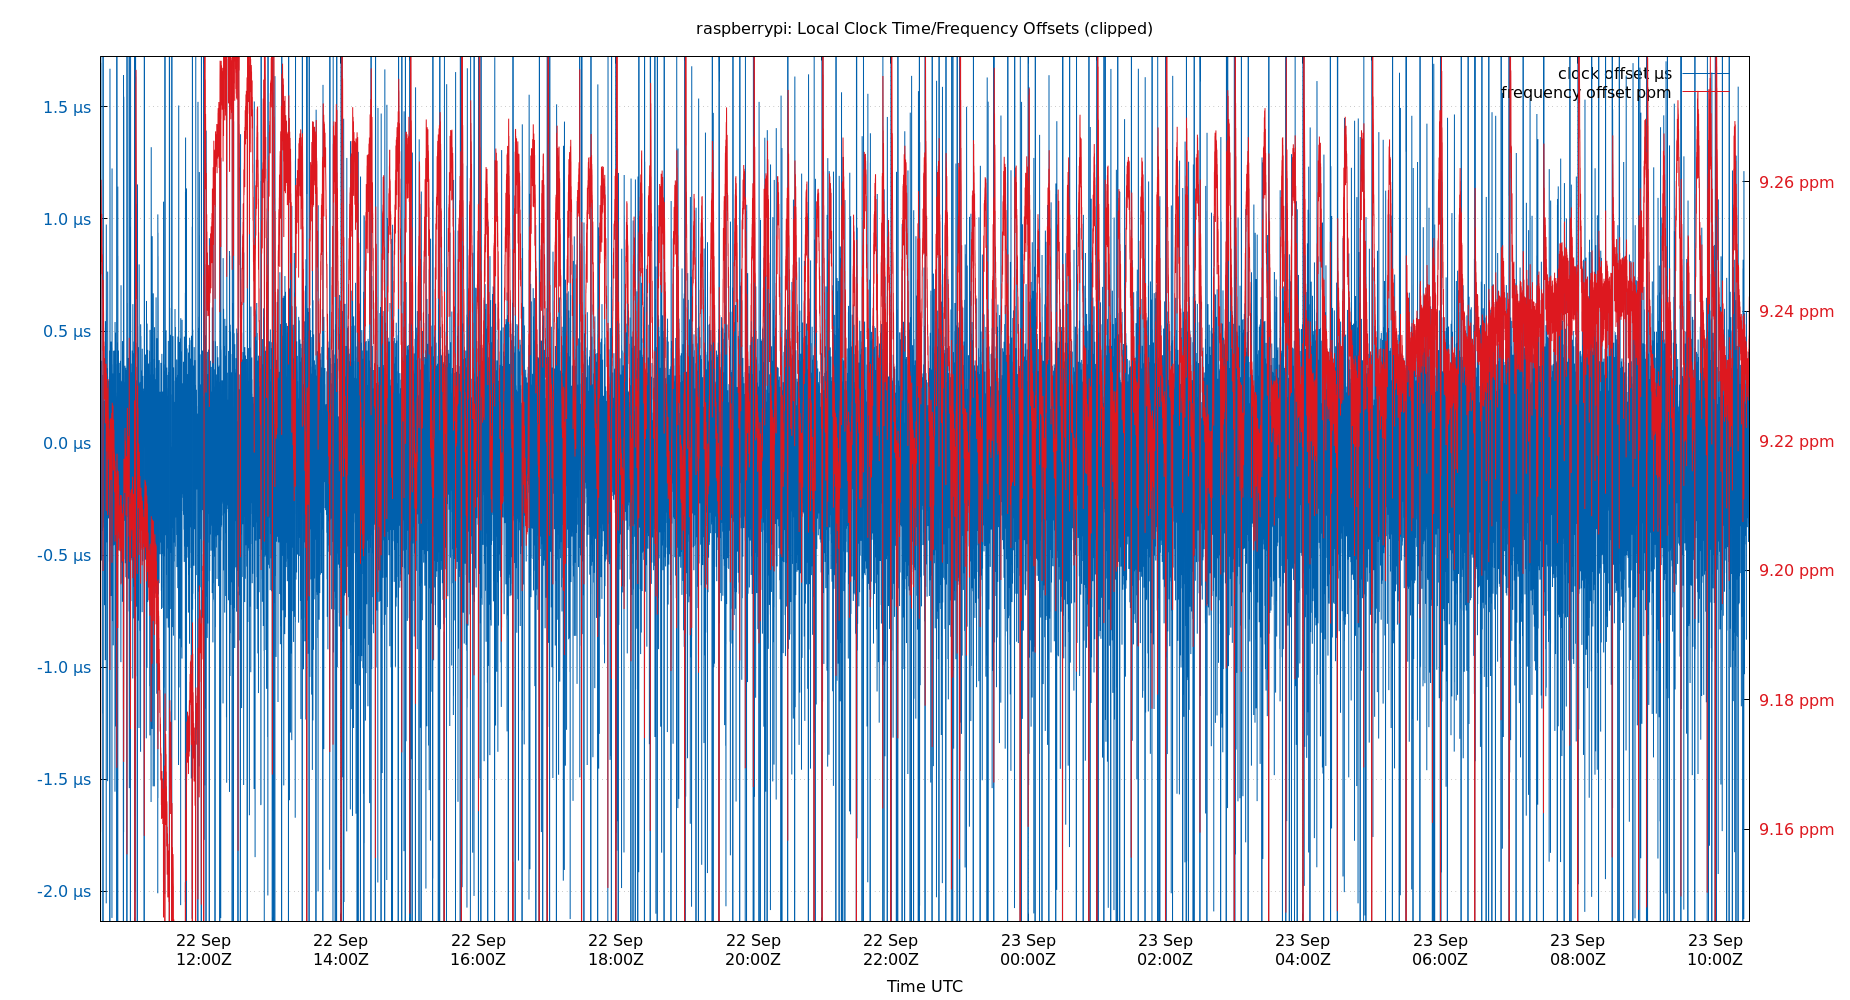 raspberrypi: Local Clock Time/Frequency Offsets (clipped)
clock offset µs
frequency offset ppm
1.5 µs
1.0 µs
0.5 µs
0.0 µs
-0.5 µs
-1.0 µs
-1.5 µs
-2.0 µs
9.26 ppm
9.24 ppm
9.22 ppm
9.20 ppm
9.18 ppm
9.16 ppm
22 Sep
12:00Z
22 Sep
14:00Z
22 Sep
16:00Z
22 Sep
18:00Z
22 Sep
20:00Z
22 Sep
22:00Z
23 Sep
00:00Z
23 Sep
02:00Z
23 Sep
04:00Z
23 Sep
06:00Z
23 Sep
08:00Z
23 Sep
10:00Z
Time UTC